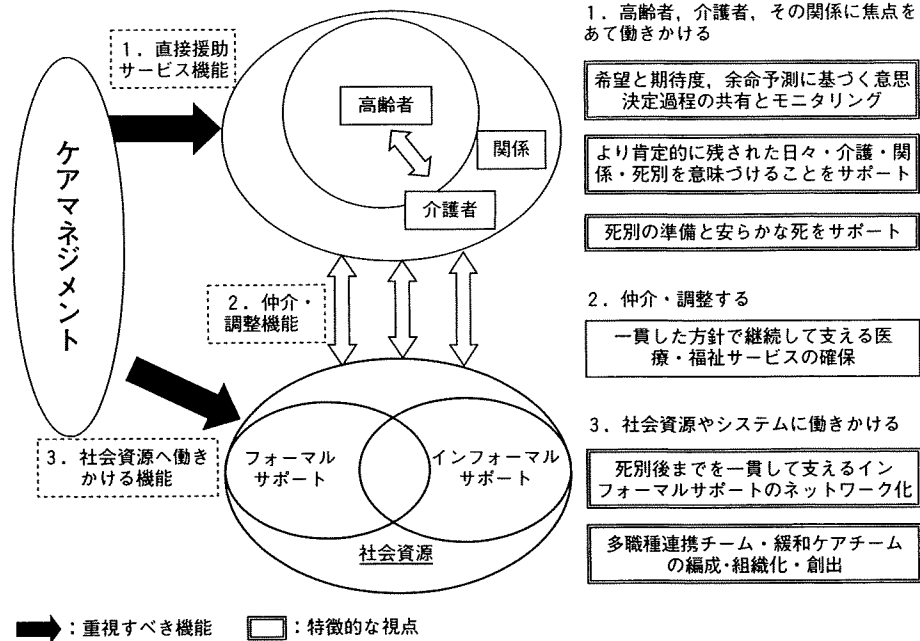 ケアマネジメント
1．直接援助
サービス機能
高齢者
関係
介護者
2．仲介・
調整機能
3．社会資源へ働き
かける機能
フォーマル
サポート
インフォーマル
サポート
社会資源
1．高齢者，介護者，その関係に焦点を
あて働きかける
希望と期待度，余命予測に基づく意思
決定過程の共有とモニタリング
より肯定的に残された日々・介護・関
係・死別を意味づけることをサポート
死別の準備と安らかな死をサポート
2．仲介・調整する
一貫した方針で継続して支える医
療・福祉サービスの確保
3．社会資源やシステムに働きかける
死別後までを一貫して支えるイン
フォーマルサポートのネットワーク化
多職種連携チーム・緩和ケアチーム
の編成・組織化・創出
：重視すべき機能
：特徴的な視点